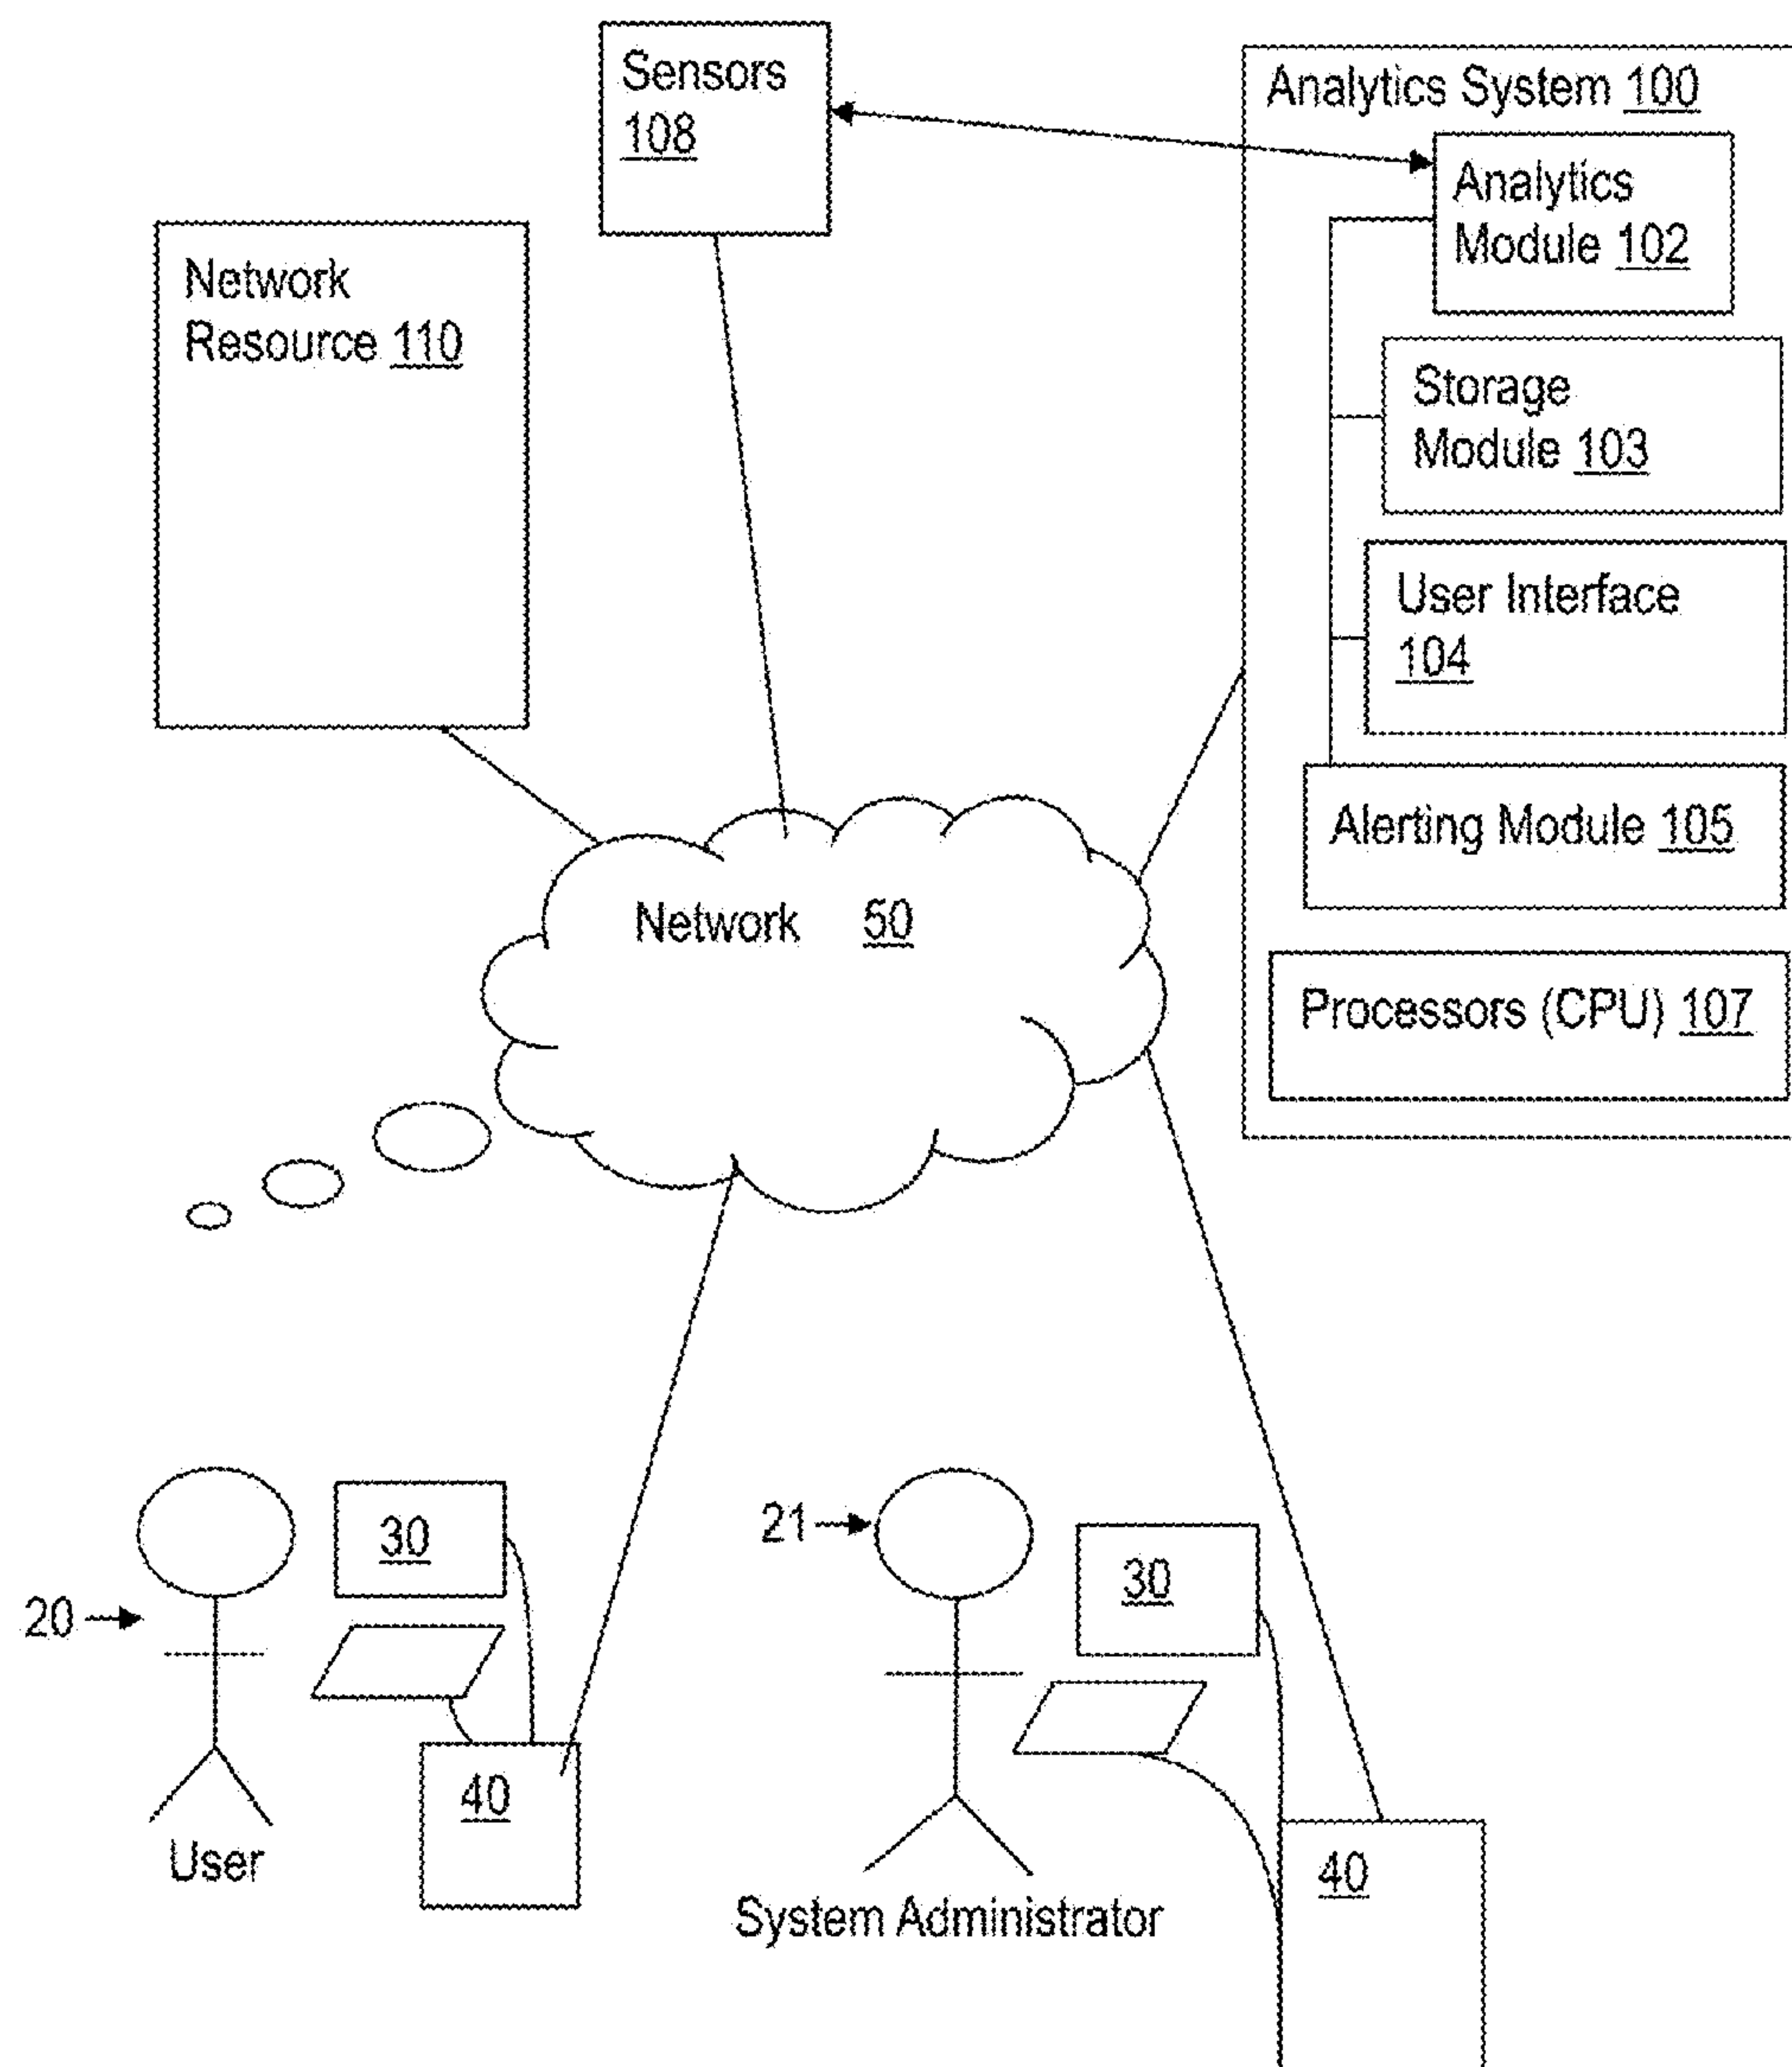 Sensors
108
Analytics System 100
Analytics
Module 102
Network
Resource 110
Storage
Module 103
User Interface
104
Alerting Module 105
Network 50
Processors (CPU) 107
30
21
30
20
40
User
40
System Administrator